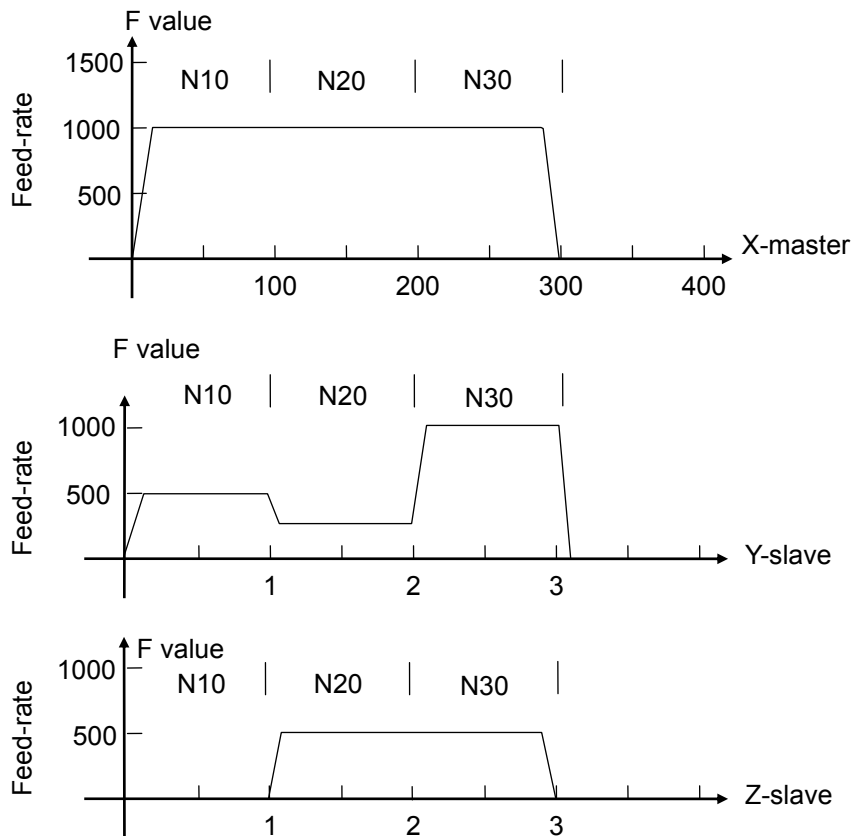 F value
1500
1000
500
Feed-rate
N10 | N20 | N30 |
X-master
100 200 300 400
F value
1000
500
Feed-rate
N10 | N20 | N30 |
Y-slave
1 2 3
F value
1000
500
Feed-rate
N10 | N20 | N30 |
Z-slave
1 2 3